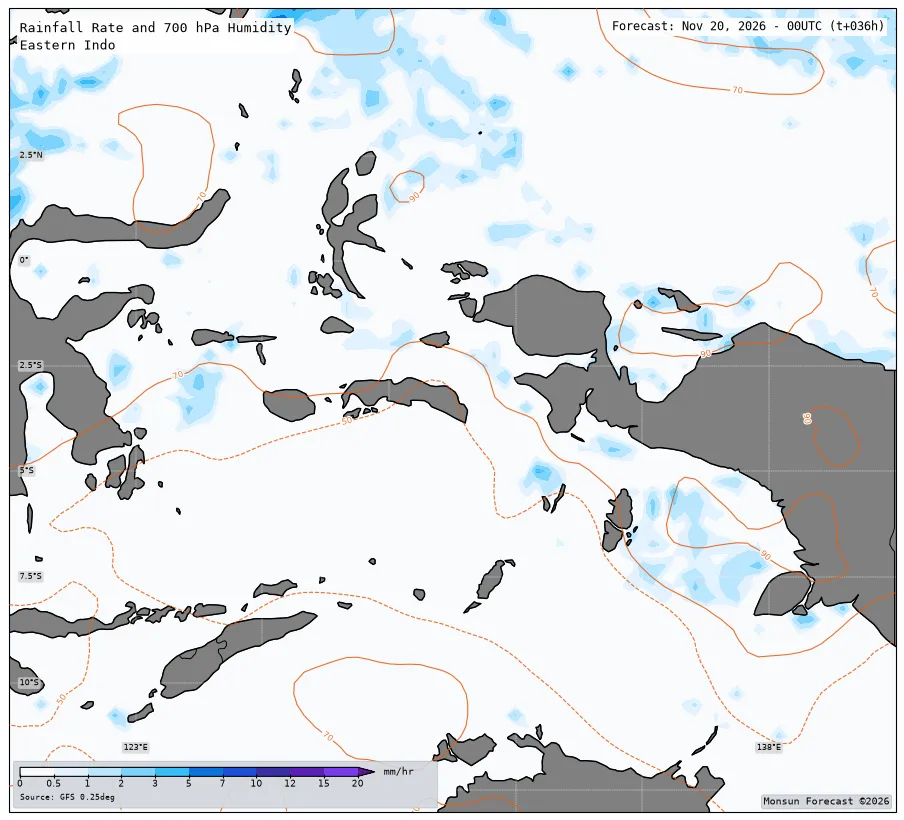 Rainfall Rate and 700 hPa Humidity
Eastern Indo
Forecast: Nov 20, 2026 - 00UTC (t+036h)
70
2.5°N
70
90
0°
70
90
2.5°S
70
50
90
5°S
90
7.5°S
10°S
50
70
123°E
138°E
0 0.5 1 2 3 5 7 10 12 15 20 mm/hr
Source: GFS 0.25deg
Monsun Forecast ©2026